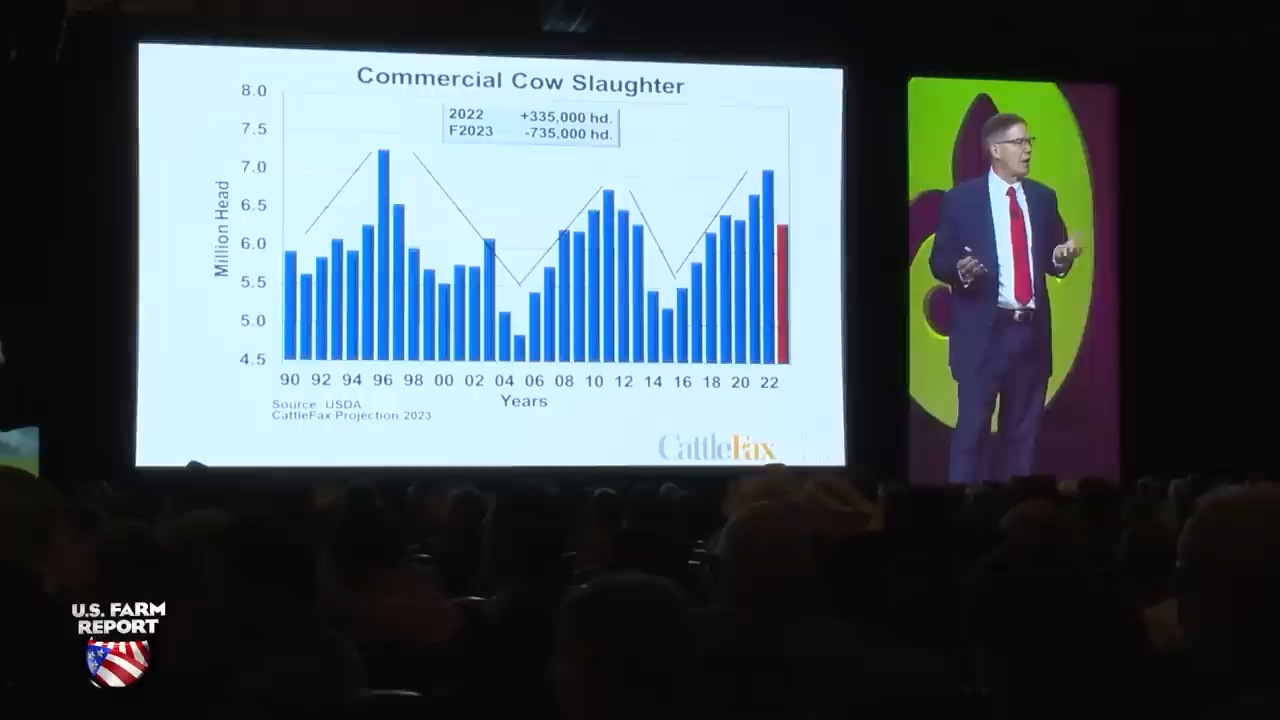 Commercial Cow Slaughter
2022 +335,000 hd.
F2023 -735,000 hd.
8.0
7.5
7.0
6.5
6.0
5.5
5.0
4.5
Million Head
90 92 94 96 98 00 02 04 06 08 10 12 14 16 18 20 22
Years
Source: USDA
CattleFax Projection 2023
CattleFax
U.S. FARM
REPORT